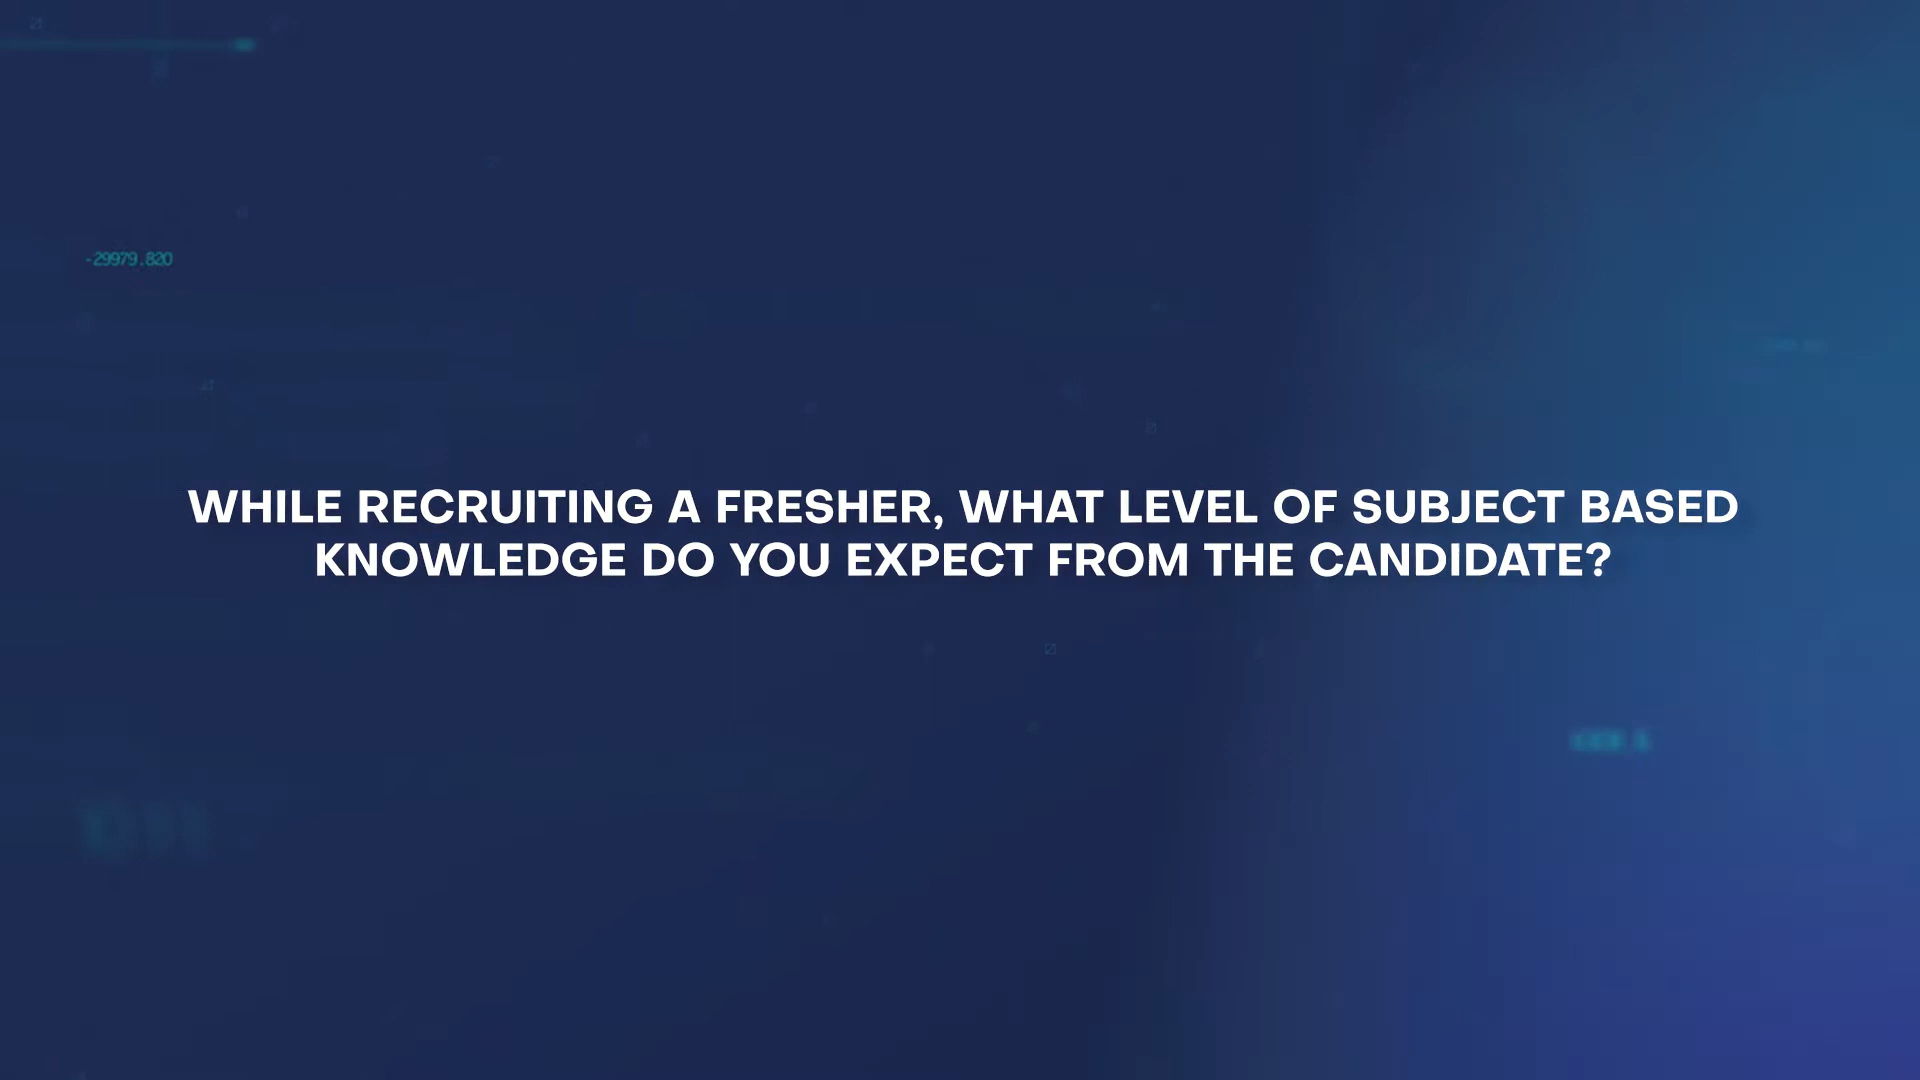 -29979.820
WHILE RECRUITING A FRESHER, WHAT LEVEL OF SUBJECT BASED
KNOWLEDGE DO YOU EXPECT FROM THE CANDIDATE?